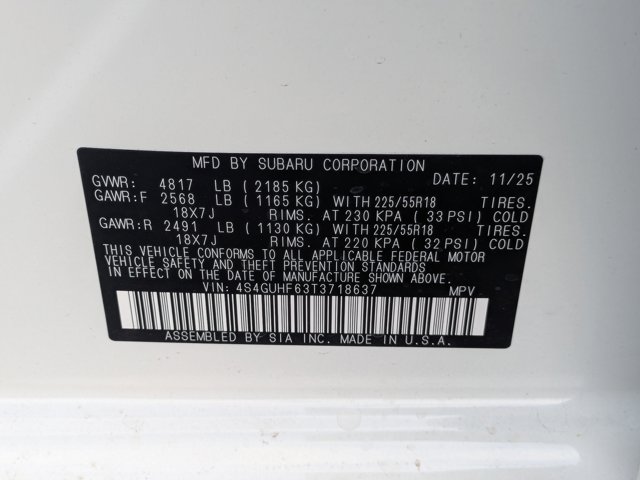 MFD BY SUBARU CORPORATION
GVWR: 4817 LB (2185 KG) DATE: 11/25
GAWR:F 2568 LB (1165 KG) WITH 225/55R18 TIRES.
18X7J RIMS. AT 230 KPA (33 PSI) COLD
GAWR:R 2491 LB (1130 KG) WITH 225/55R18 TIRES.
18X7J RIMS. AT 220 KPA (32 PSI) COLD
THIS VEHICLE CONFORMS TO ALL APPLICABLE FEDERAL MOTOR
VEHICLE SAFETY AND THEFT PREVENTION STANDARDS
IN EFFECT ON THE DATE OF MANUFACTURE SHOWN ABOVE.
VIN: 4S4GUHF63T3718637 MPV
ASSEMBLED BY SIA INC. MADE IN U.S.A.